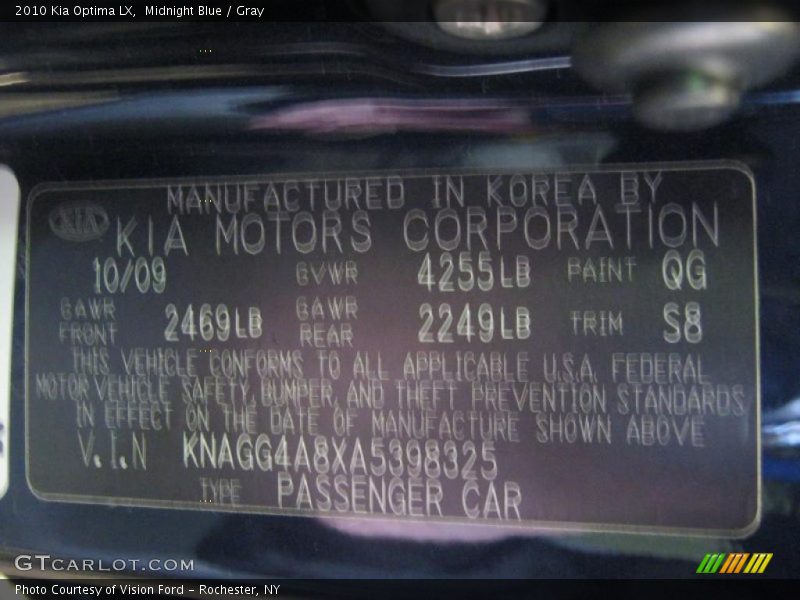 2010 Kia Optima LX,  Midnight Blue / Gray
MANUFACTURED IN KOREA BY
KIA KIA MOTORS CORPORATION
10/09 GVWR 4255LB PAINT QG
GAWR FRONT 2469LB GAWR REAR 2249LB TRIM S8
THIS VEHICLE CONFORMS TO ALL APPLICABLE U.S.A. FEDERAL
MOTOR VEHICLE SAFETY, BUMPER, AND THEFT PREVENTION STANDARDS
IN EFFECT ON THE DATE OF MANUFACTURE SHOWN ABOVE
V.I.N KNAGG4A8XA5398325
TYPE PASSENGER CAR
GTCARLOT.COM
Photo Courtesy of Vision Ford – Rochester, NY